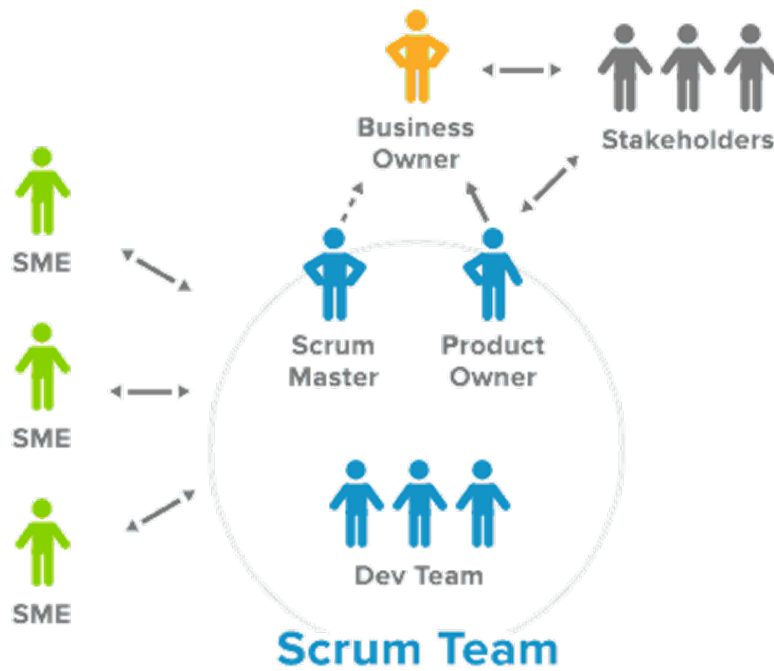 Business
Owner
Stakeholders
SME
Scrum
Master
Product
Owner
SME
Dev Team
SME
Scrum Team